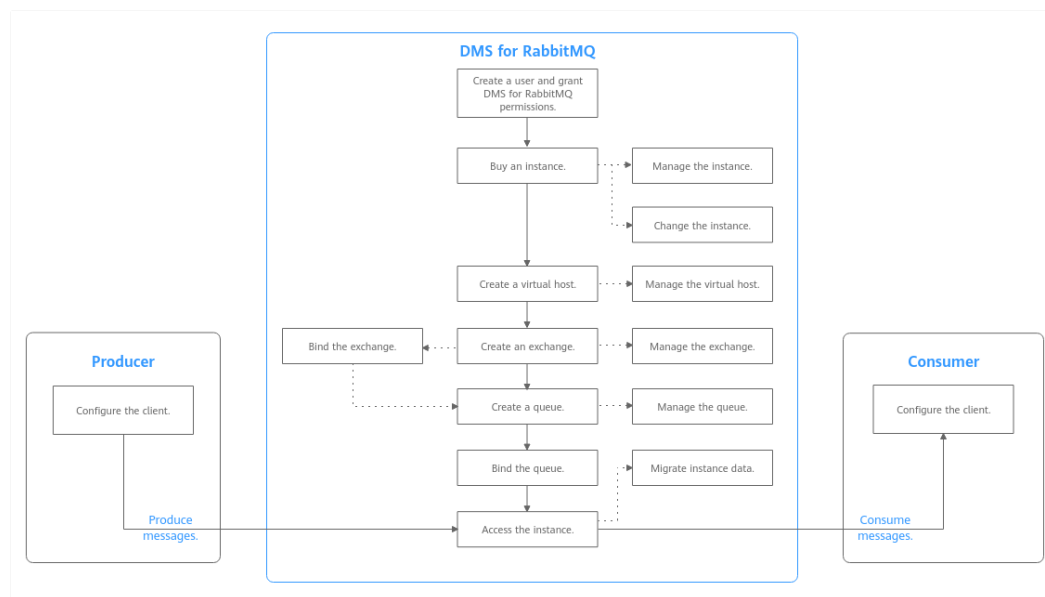 DMS for RabbitMQ
Create a user and grant
DMS for RabbitMQ
permissions.
Buy an instance.
Manage the instance.
Change the instance.
Create a virtual host.
Manage the virtual host.
Bind the exchange.
Create an exchange.
Manage the exchange.
Producer
Configure the client.
Create a queue.
Manage the queue.
Bind the queue.
Migrate instance data.
Produce
messages.
Access the instance.
Consumer
Configure the client.
Consume
messages.